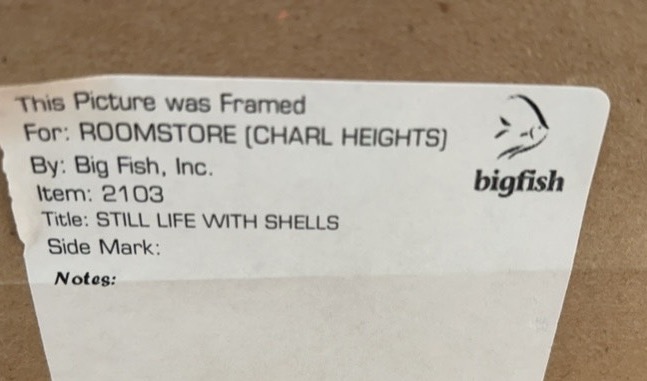 This Picture was Framed
For: ROOMSTORE (CHARL HEIGHTS)
By: Big Fish, Inc.
Item: 2103
Title: STILL LIFE WITH SHELLS
Side Mark:
Notes:
bigfish